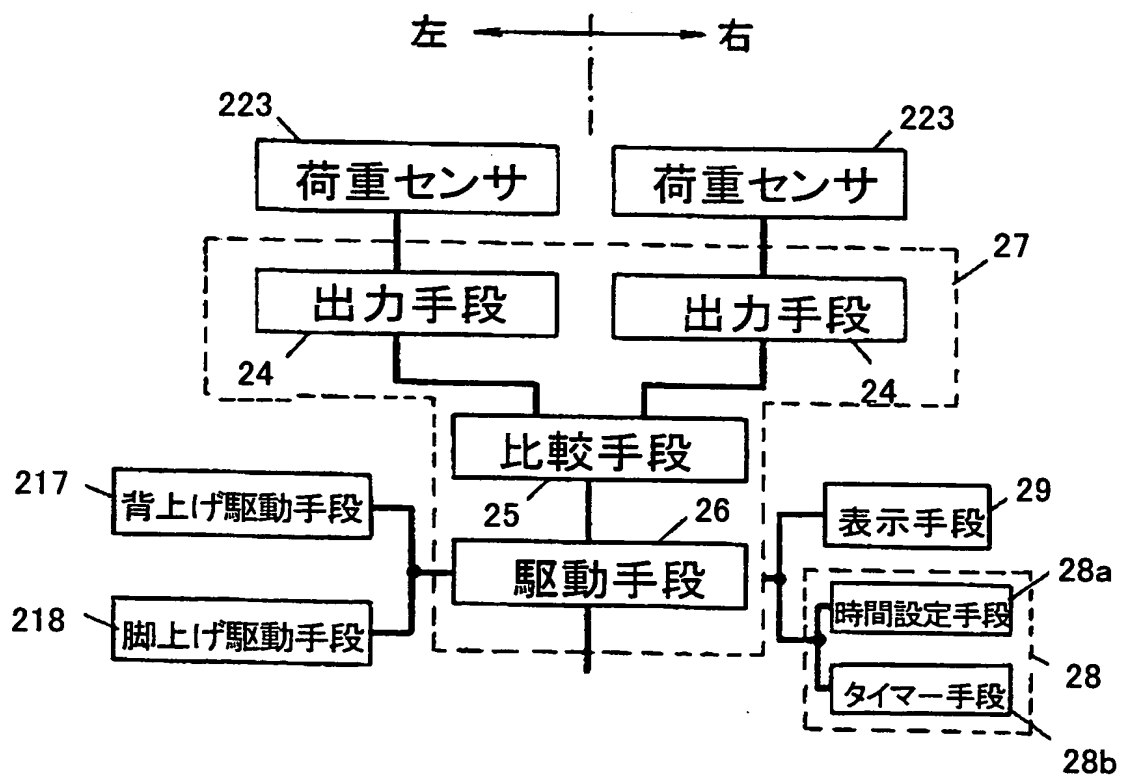 左 右
223 223
荷重センサ 荷重センサ
27
出力手段 出力手段
24 24
比較手段
217 25 26 29
背上げ駆動手段 表示手段
駆動手段
28a
218 脚上げ駆動手段 時間設定手段
28
タイマー手段
28b